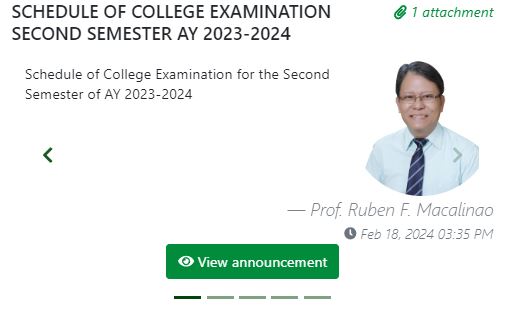 SCHEDULE OF COLLEGE EXAMINATION
SECOND SEMESTER AY 2023-2024
1 attachment
Schedule of College Examination for the Second
Semester of AY 2023-2024
— Prof. Ruben F. Macalinao
Feb 18, 2024 03:35 PM
View announcement